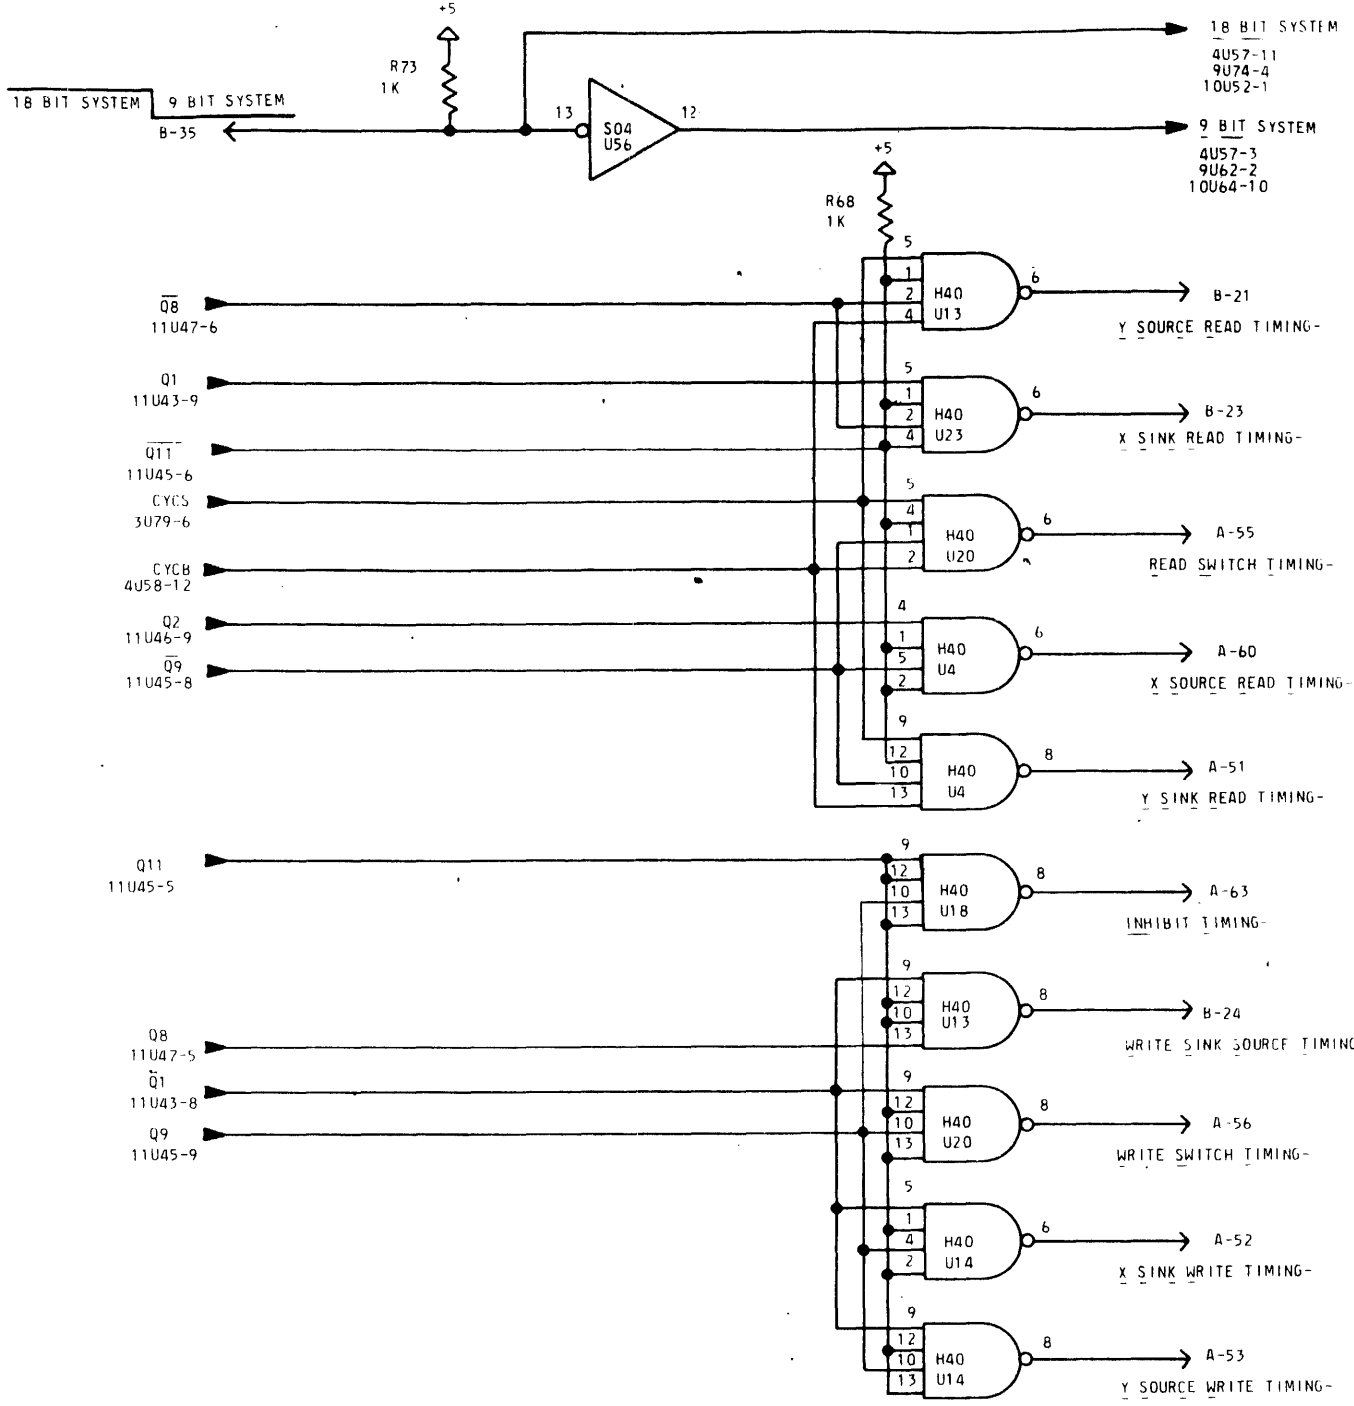 +5
R73
1K
18 BIT SYSTEM
4U57-11
9U74-4
10U52-1
18 BIT SYSTEM
9 BIT SYSTEM
B-35
13
S04
U56
12
9 BIT SYSTEM
4U57-3
9U62-2
10U64-10
+5
R68
1K
Q8
11U47-6
5
1
2
4
H40
U13
6
B-21
Y SOURCE READ TIMING-
Q1
11U43-9
5
1
2
4
H40
U23
6
B-23
X SINK READ TIMING-
Q11
11U45-6
CYCS
3U79-6
5
4
1
2
H40
U20
6
A-55
READ SWITCH TIMING-
CYCB
4U58-12
Q2
11U46-9
Q9
11U45-8
4
1
5
2
H40
U4
6
A-60
X SOURCE READ TIMING-
9
12
10
13
H40
U4
8
A-51
Y SINK READ TIMING-
Q11
11U45-5
9
12
10
13
H40
U18
8
A-63
INHIBIT TIMING-
9
12
10
13
H40
U13
8
B-24
WRITE SINK SOURCE TIMING
Q8
11U47-5
Q1
11U43-8
Q9
11U45-9
9
12
10
13
H40
U20
8
A-56
WRITE SWITCH TIMING-
5
1
4
2
H40
U14
6
A-52
X SINK WRITE TIMING-
9
12
10
13
H40
U14
8
A-53
Y SOURCE WRITE TIMING-